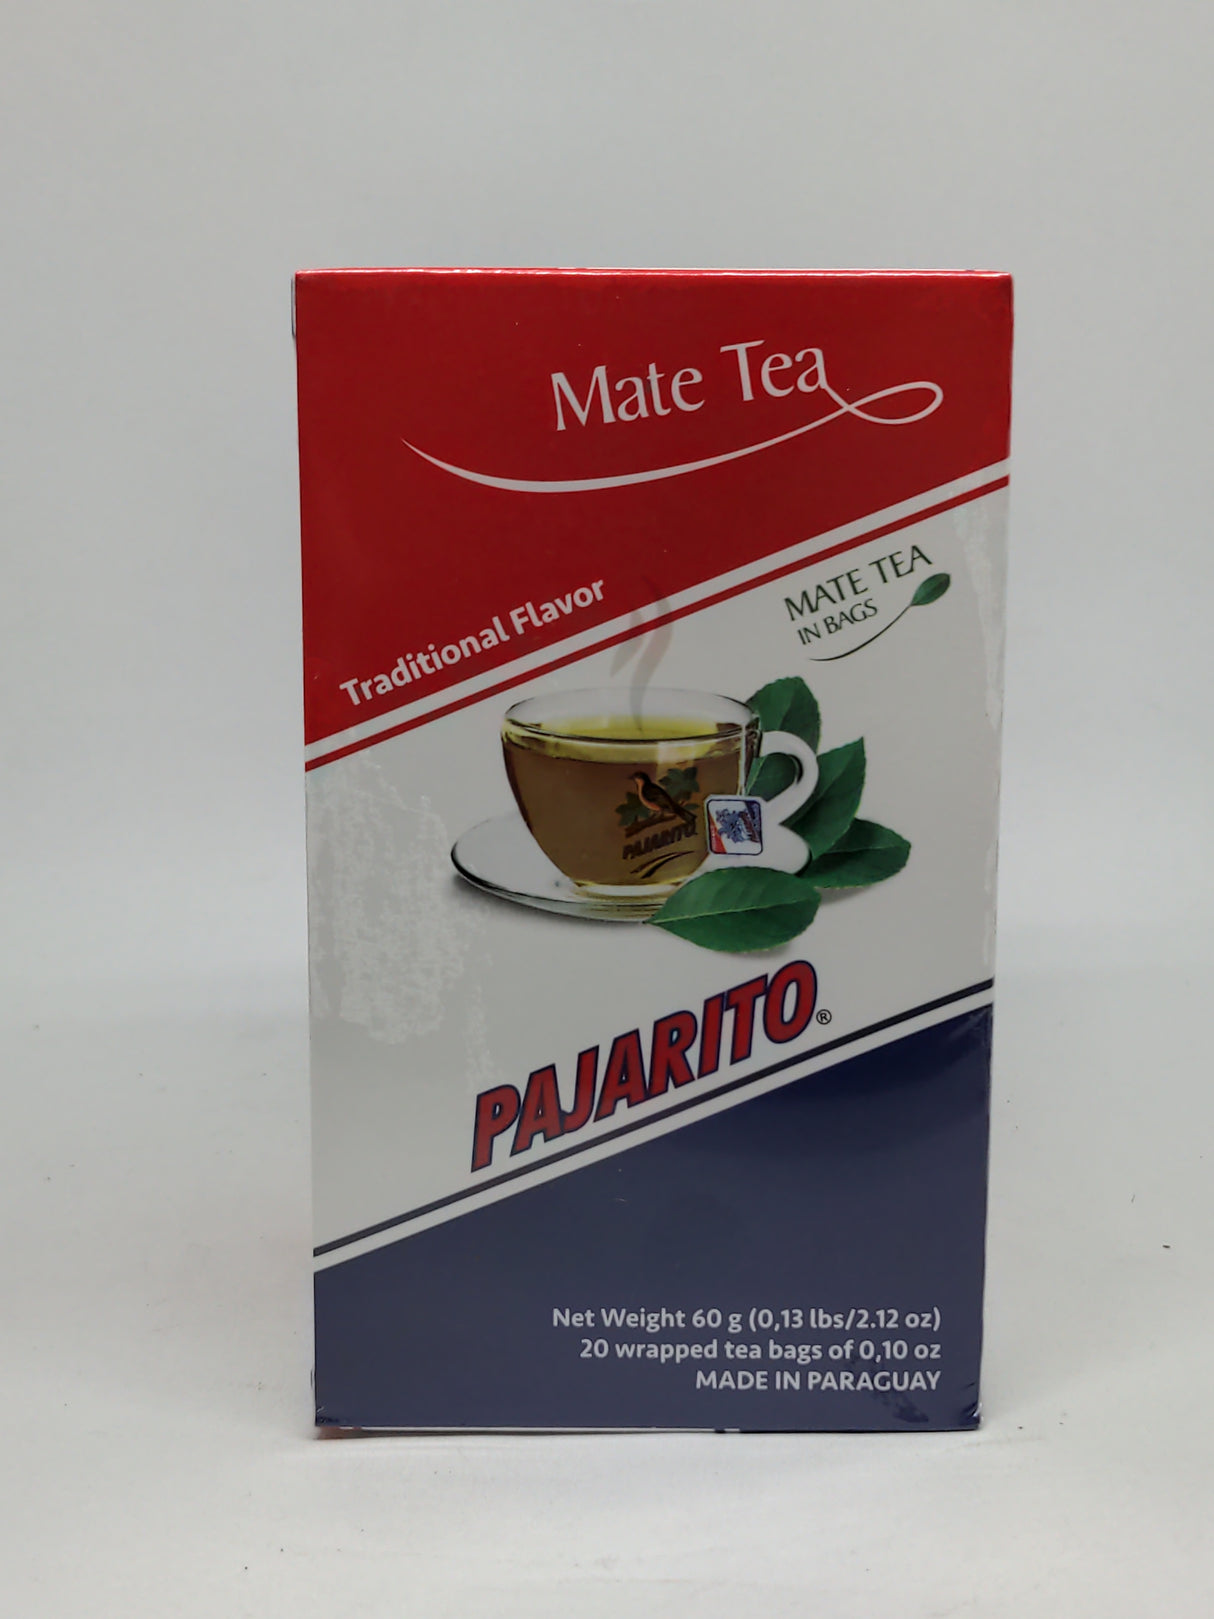 Mate Tea
Traditional Flavor
MATE TEA
IN BAGS
PAJARITO
PAJARITO®
Net Weight 60 g (0,13 lbs/2.12 oz)
20 wrapped tea bags of 0,10 oz
MADE IN PARAGUAY